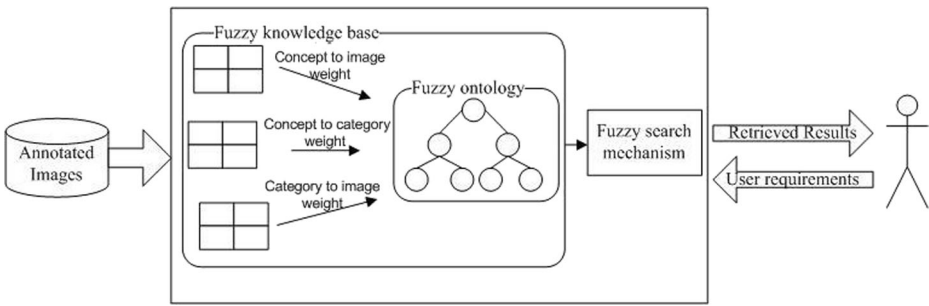 Fuzzy knowledge base
Concept to image
weight
Fuzzy ontology
Concept to category
weight
Category to image
weight
Annotated
Images
Fuzzy search
mechanism
Retrieved Results
User requirements